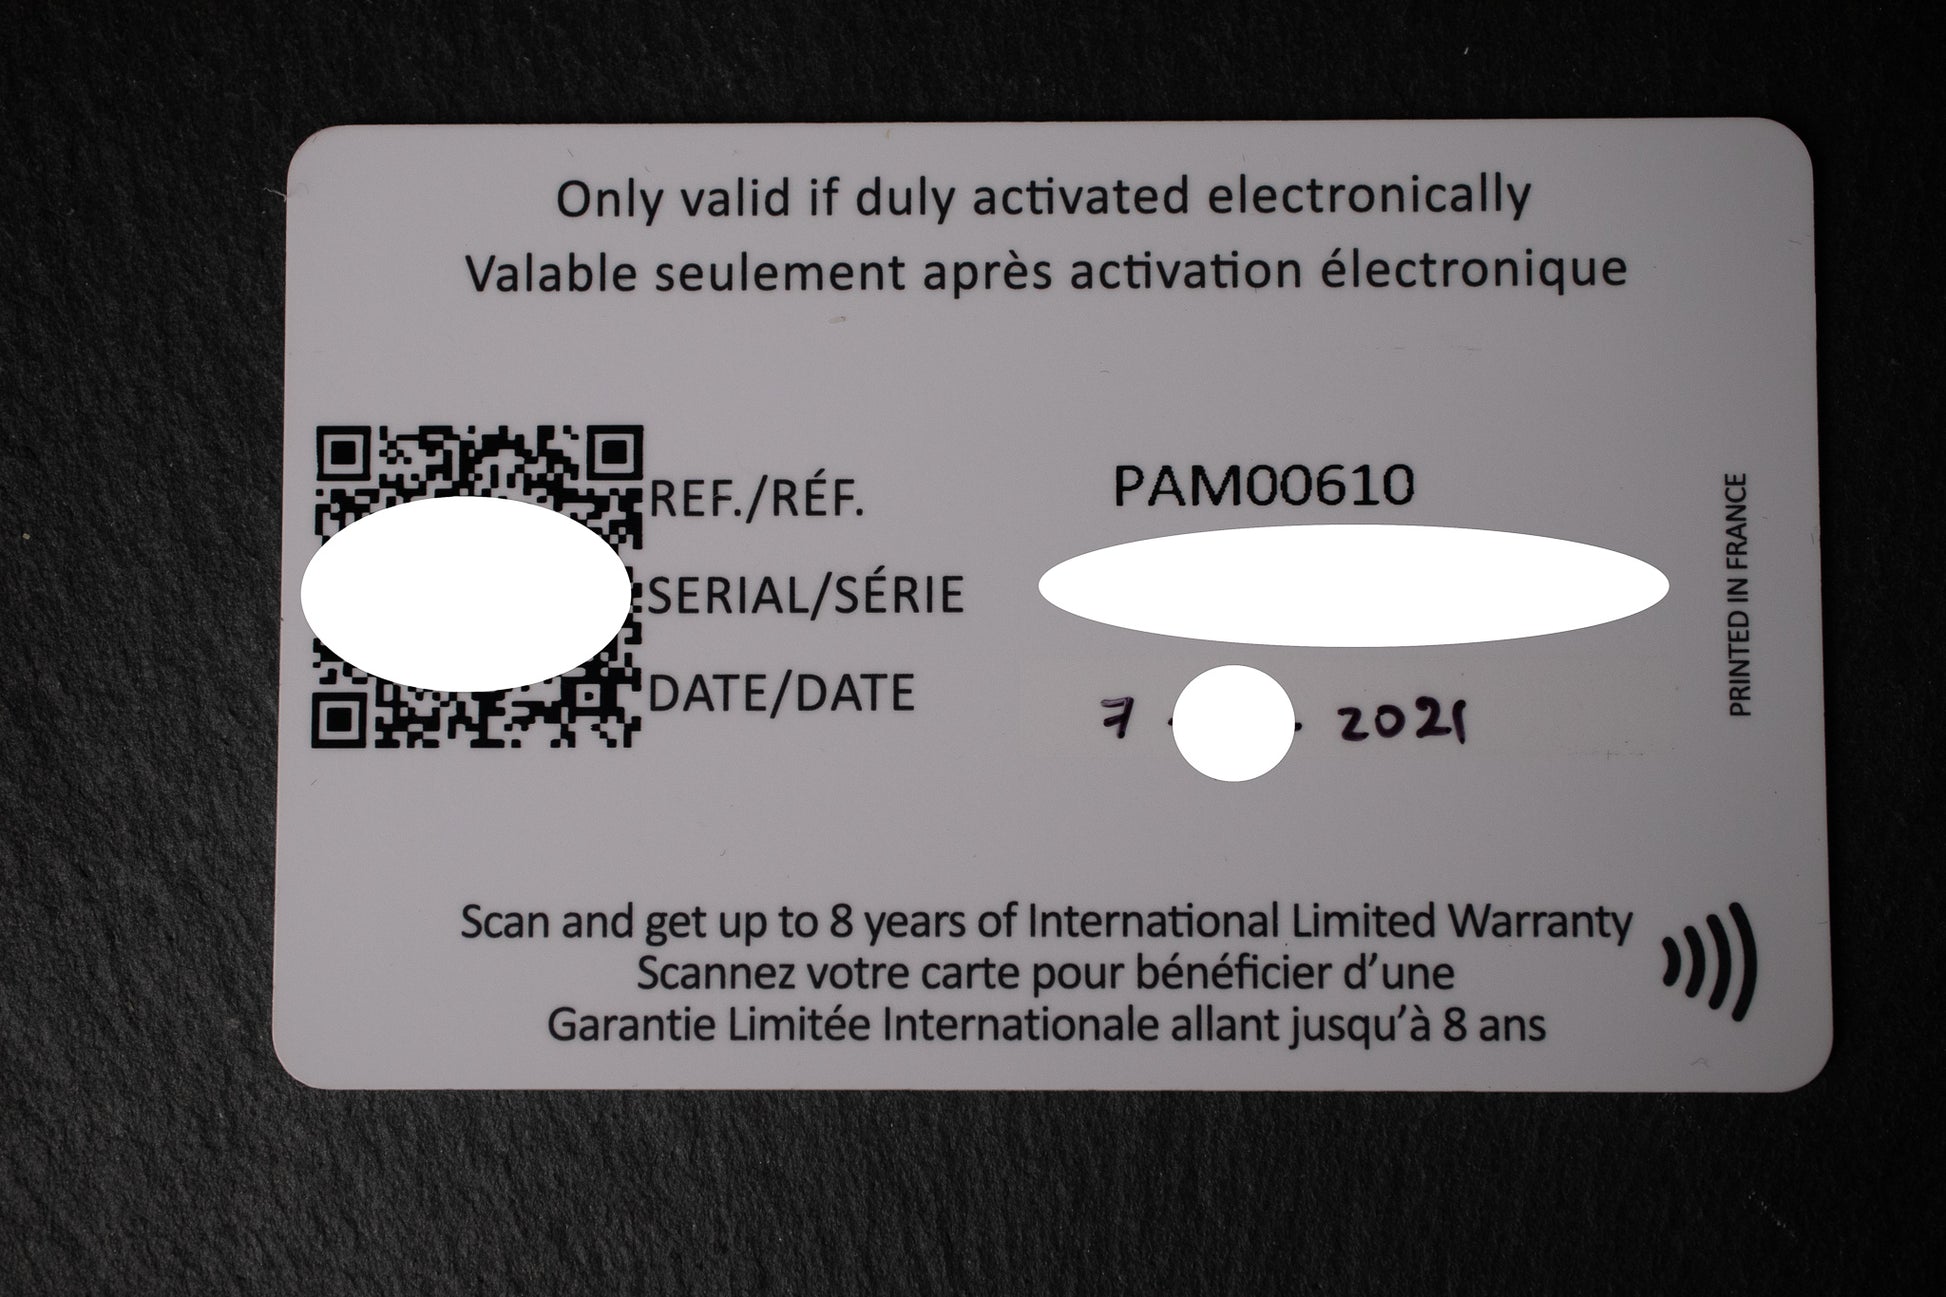 Only valid if duly activated electronically
Valable seulement après activation électronique
REF./RÉF. PAM00610
SERIAL/SÉRIE
DATE/DATE 7 - - 2021
PRINTED IN FRANCE
Scan and get up to 8 years of International Limited Warranty
Scannez votre carte pour bénéficier d'une
Garantie Limitée Internationale allant jusqu'à 8 ans